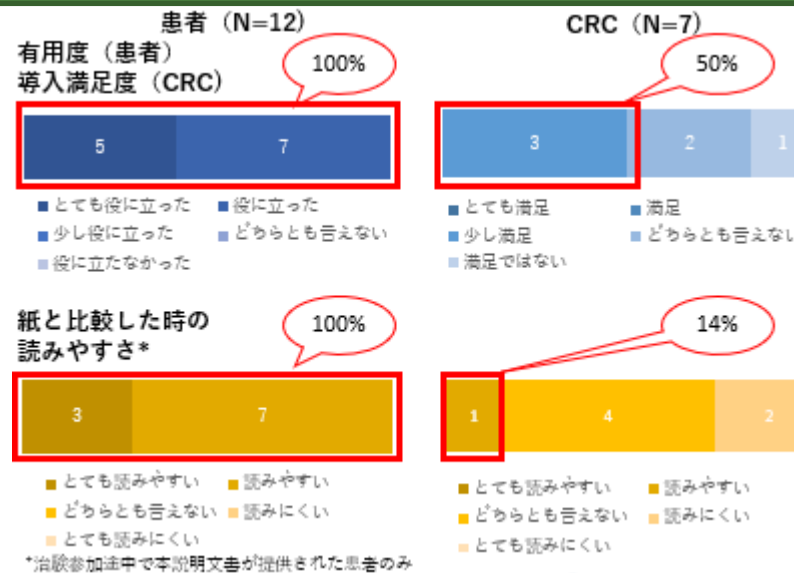 患者（N=12）
CRC（N=7）
有用度（患者）
導入満足度（CRC）
100%
50%
5
7
3
2
1
とても役に立った
役に立った
少し役に立った
どちらとも言えない
役に立たなかった
とても満足
満足
少し満足
どちらとも言えない
満足ではない
紙と比較した時の
読みやすさ*
100%
14%
3
7
1
4
2
とても読みやすい
読みやすい
どちらとも言えない
読みにくい
とても読みにくい
とても読みやすい
読みやすい
どちらとも言えない
読みにくい
とても読みにくい
*治験参加途中で本説明文書が提供された患者のみ